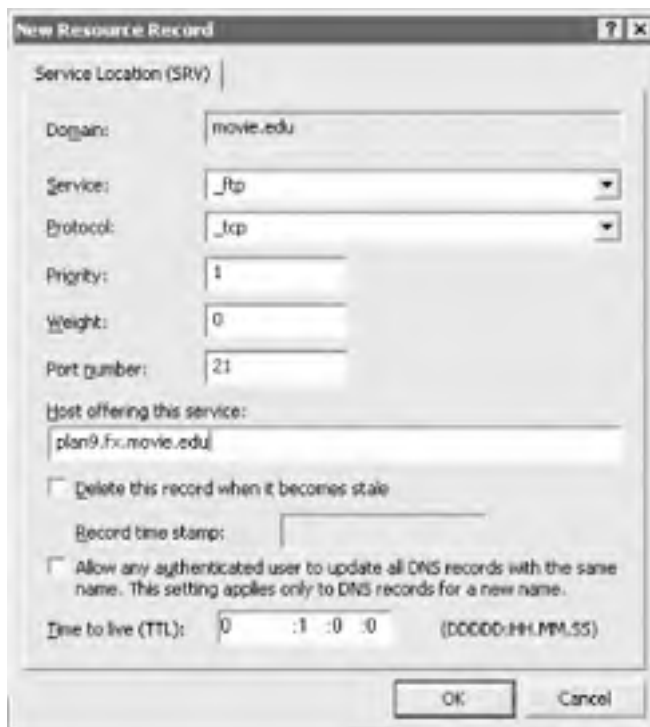 New Resource Record
Service Location (SRV)
Domain: movie.edu
Service: _ftp
Protocol: _tcp
Priority: 1
Weight: 0
Port number: 21
Host offering this service:
plan9.fx.movie.edu
Delete this record when it becomes stale
Record time stamp:
Allow any authenticated user to update all DNS records with the same
name. This setting applies only to DNS records for a new name.
Time to live (TTL): 0 :1 :0 :0 (DDDDD:HH.MM.SS)
OK Cancel